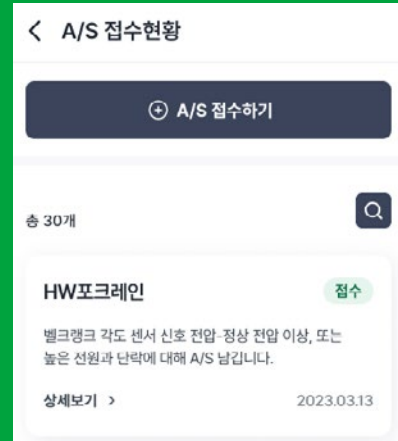 A/S 접수현황
A/S 접수하기
총 30개
HW포크레인
접수
벨크랭크 각도 센서 신호 전압-정상 전압 이상, 또는
높은 전원과 단락에 대해 A/S 남깁니다.
상세보기 >
2023.03.13